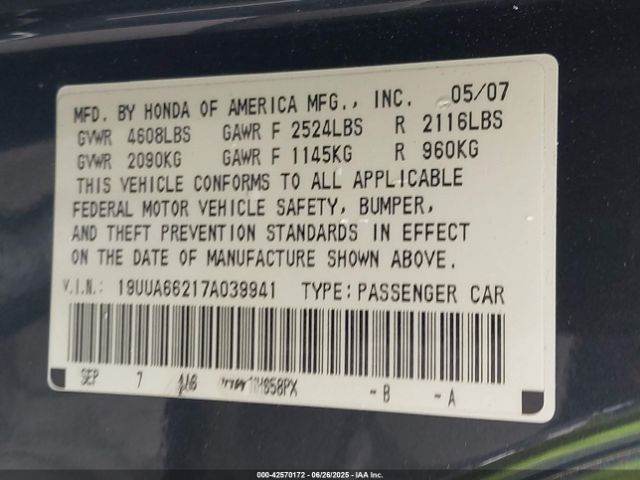 MFD. BY HONDA OF AMERICA MFG., INC. 05/07
GVWR 4608LBS GAWR F 2524LBS R 2116LBS
GVWR 2090KG GAWR F 1145KG R 960KG
THIS VEHICLE CONFORMS TO ALL APPLICABLE
FEDERAL MOTOR VEHICLE SAFETY, BUMPER,
AND THEFT PREVENTION STANDARDS IN EFFECT
ON THE DATE OF MANUFACTURE SHOWN ABOVE.
V.I.N.: 19UUA66217A039941 TYPE: PASSENGER CAR
SEP 7 -B -A
000-42570172 - 06/26/2025 - IAA Inc.